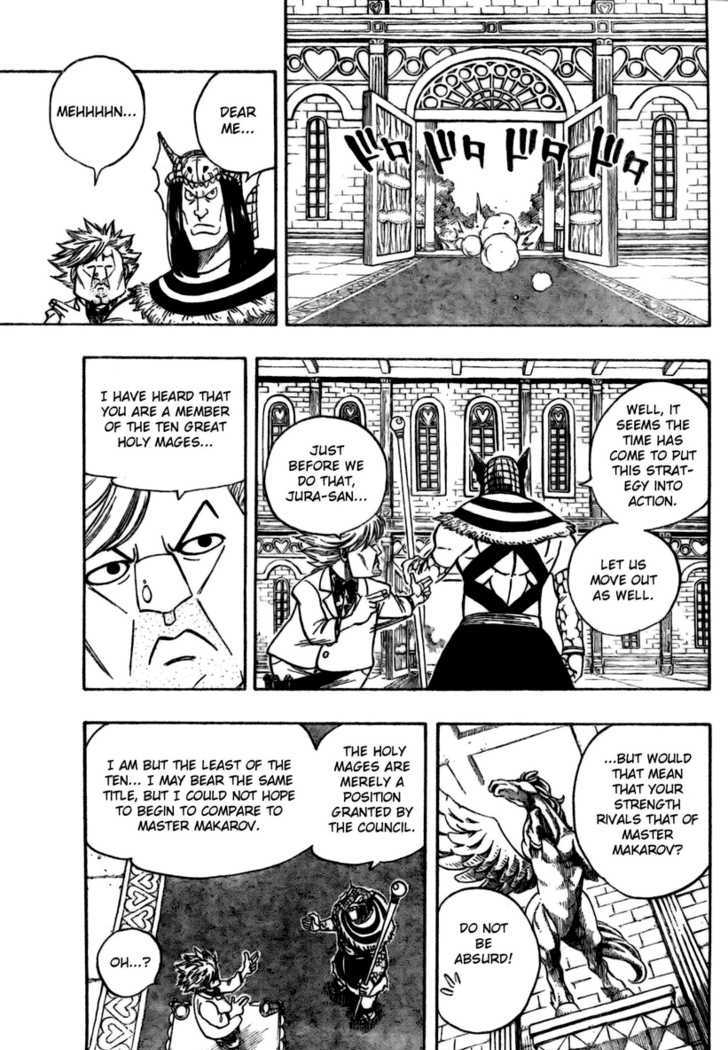 ドドドド
DEAR
ME...
MEHHHHN...
WELL, IT
SEEMS THE
TIME HAS
COME TO PUT
THIS STRAT-
EGY INTO
ACTION.
LET US
MOVE OUT
AS WELL.
JUST
BEFORE WE
DO THAT,
JURA-SAN...
I HAVE HEARD THAT
YOU ARE A MEMBER
OF THE TEN GREAT
HOLY MAGES...
...BUT WOULD
THAT MEAN
THAT YOUR
STRENGTH
RIVALS THAT OF
MASTER
MAKAROV?
DO NOT
BE
ABSURD!
THE HOLY
MAGES ARE
MERELY A
POSITION
GRANTED BY
THE COUNCIL.
I AM BUT THE LEAST OF THE
TEN... I MAY BEAR THE SAME
TITLE, BUT I COULD NOT HOPE
TO BEGIN TO COMPARE TO
MASTER MAKAROV.
OH...?